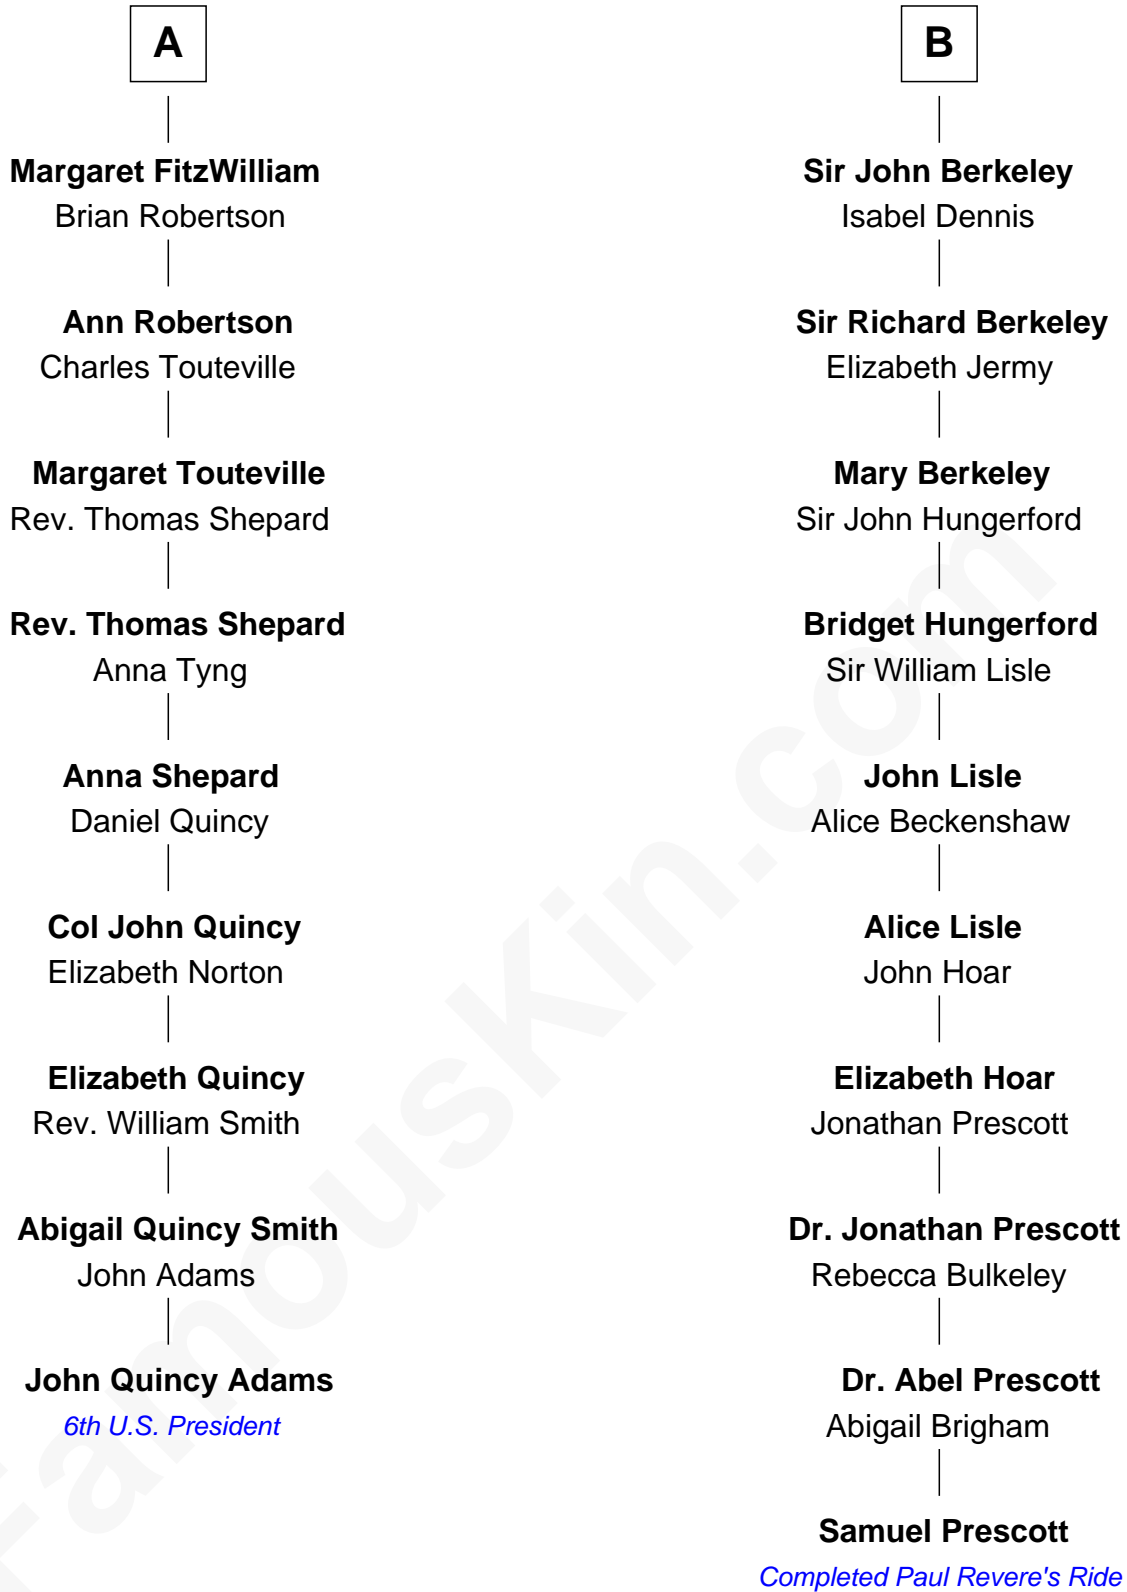 A
Margaret FitzWilliam
Brian Robertson
Ann Robertson
Charles Touteville
Margaret Touteville
Rev. Thomas Shepard
Rev. Thomas Shepard
Anna Tyng
Anna Shepard
Daniel Quincy
Col John Quincy
Elizabeth Norton
Elizabeth Quincy
Rev. William Smith
Abigail Quincy Smith
John Adams
John Quincy Adams
6th U.S. President
B
Sir John Berkeley
Isabel Dennis
Sir Richard Berkeley
Elizabeth Jermy
Mary Berkeley
Sir John Hungerford
Bridget Hungerford
Sir William Lisle
John Lisle
Alice Beckenshaw
Alice Lisle
John Hoar
Elizabeth Hoar
Jonathan Prescott
Dr. Jonathan Prescott
Rebecca Bulkeley
Dr. Abel Prescott
Abigail Brigham
Samuel Prescott
Completed Paul Revere's Ride
FamousKin.com